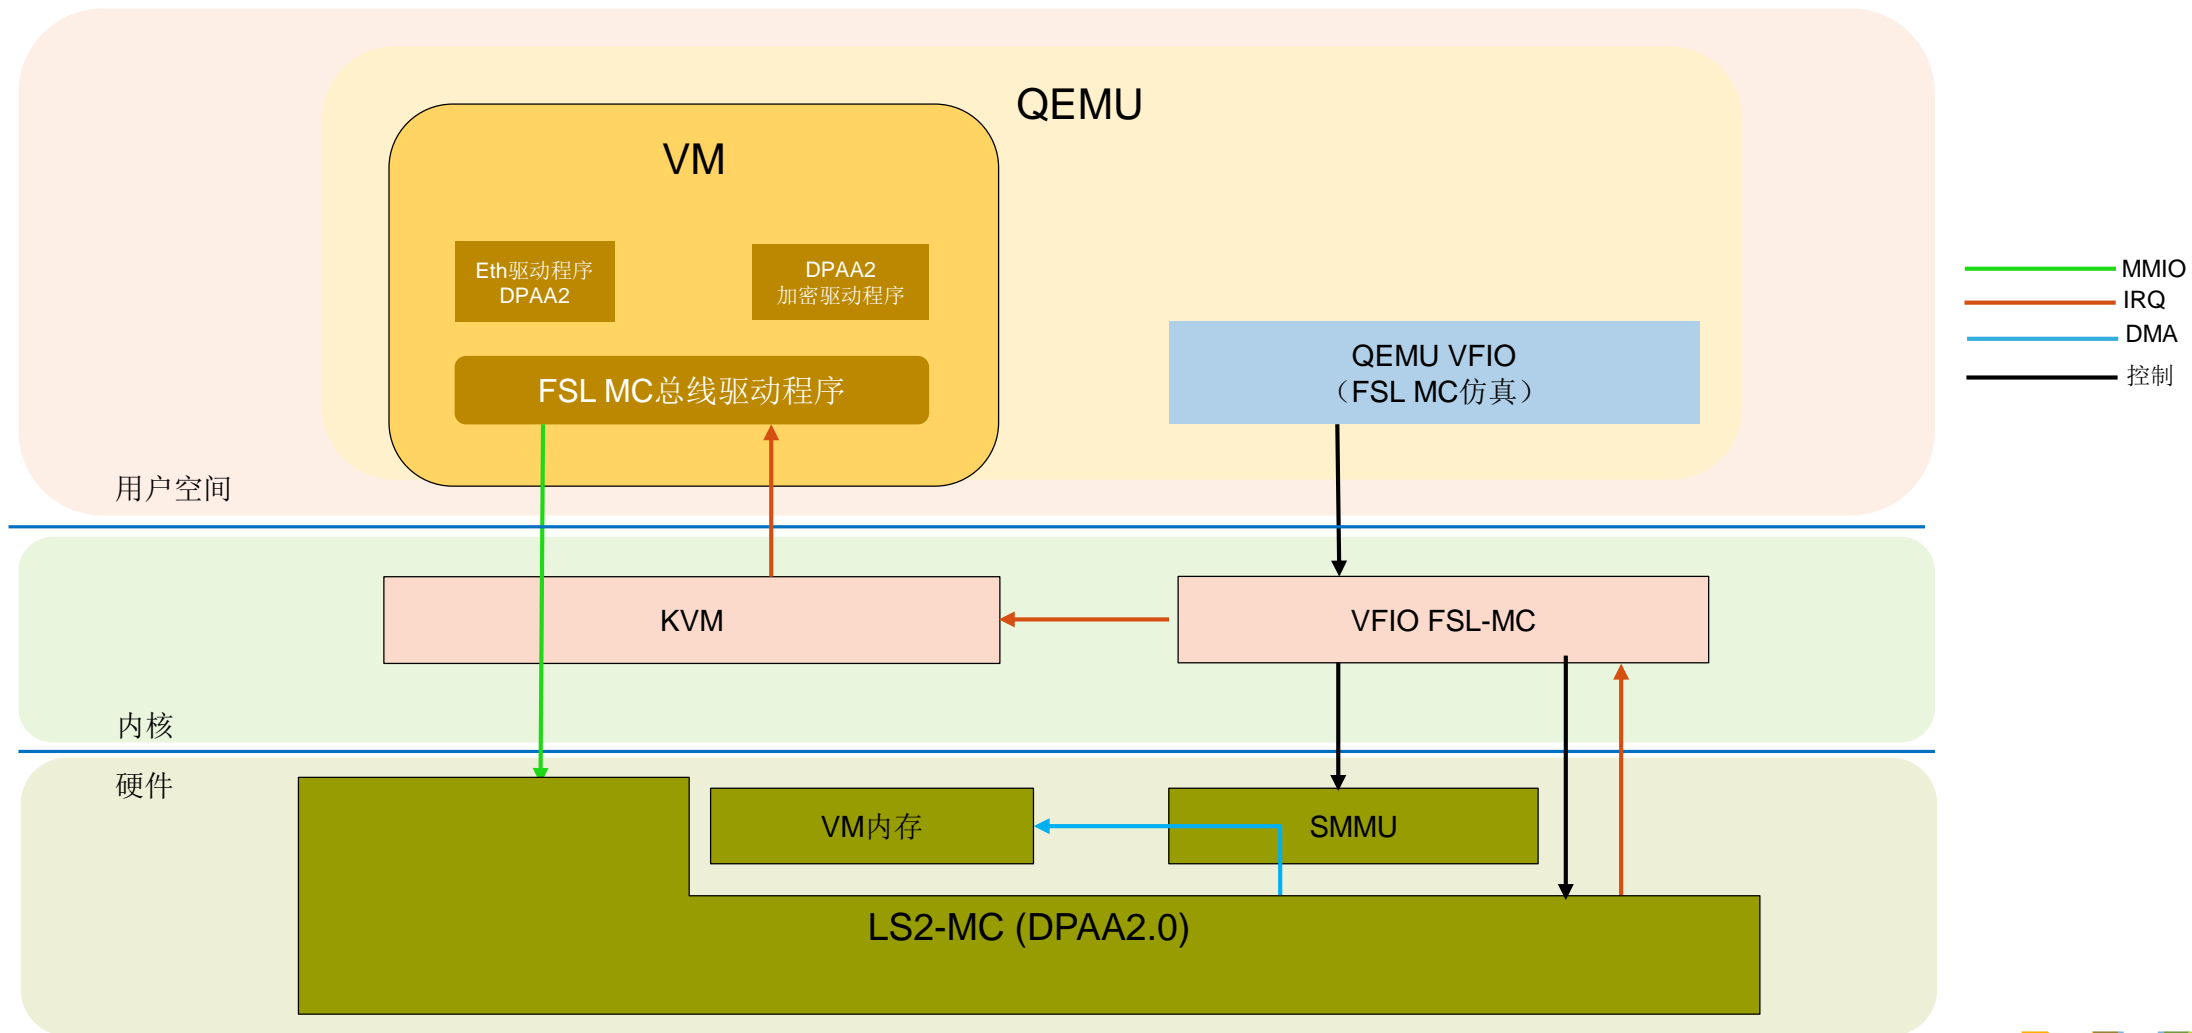 QEMU
VM
Eth驱动程序
DPAA2
DPAA2
加密驱动程序
FSL MC总线驱动程序
QEMU VFIO
（FSL MC仿真）
MMIO
IRQ
DMA
控制
用户空间
KVM
VFIO FSL-MC
内核
硬件
VM内存
SMMU
LS2-MC (DPAA2.0)